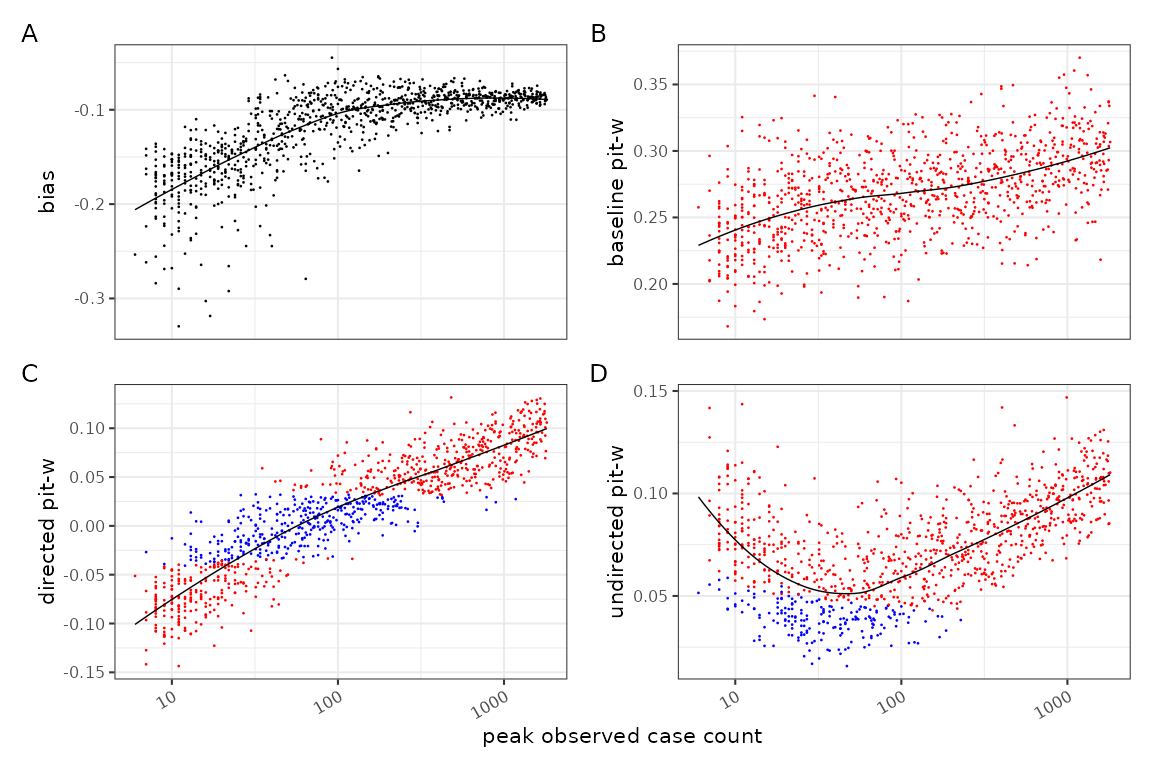 A
B
bias
-0.1
-0.2
-0.3
baseline pit-w
0.35
0.30
0.25
0.20
C
D
directed pit-w
0.10
0.05
0.00
-0.05
-0.10
-0.15
10
100
1000
undirected pit-w
0.15
0.10
0.05
10
100
1000
peak observed case count